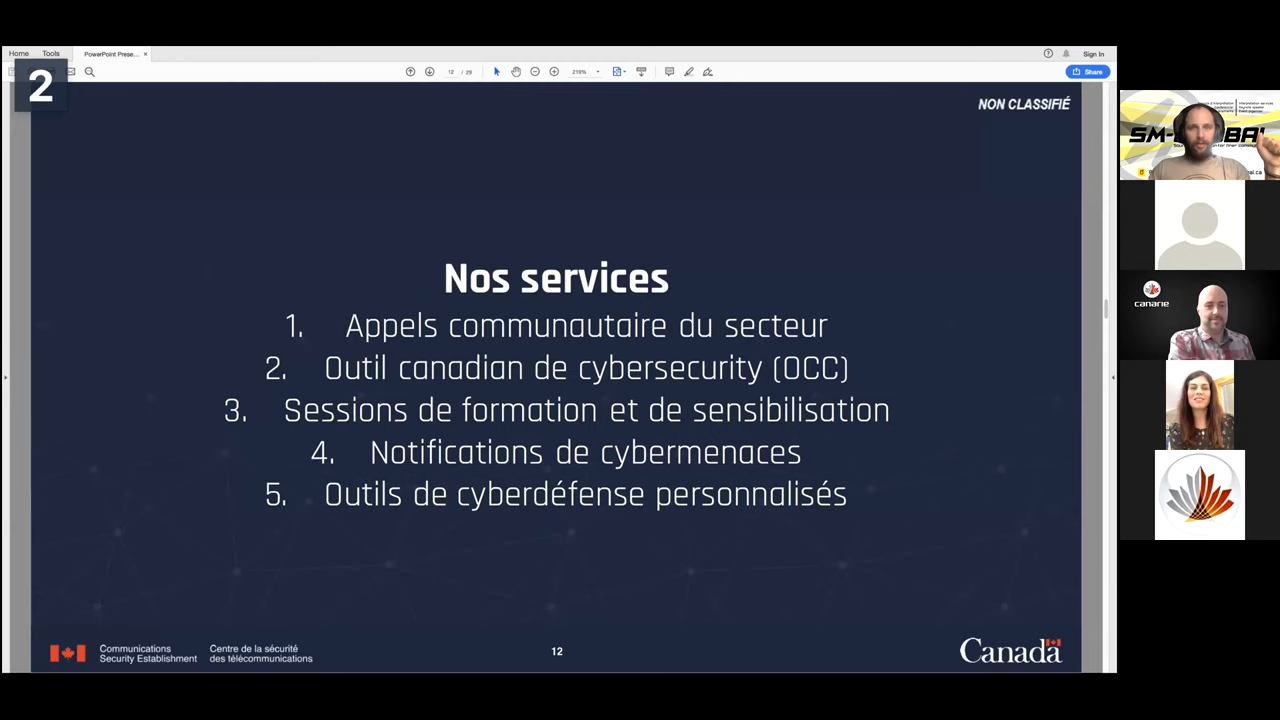 Home Tools PowerPoint Prese... × Sign In
2
12 / 29 219% Share
NON CLASSIFIÉ
Nos services
1. Appels communautaire du secteur
2. Outil canadian de cybersecurity (OCC)
3. Sessions de formation et de sensibilisation
4. Notifications de cybermenaces
5. Outils de cyberdéfense personnalisés
Communications Security Establishment
Centre de la sécurité des télécommunications
12
Canada
canarie